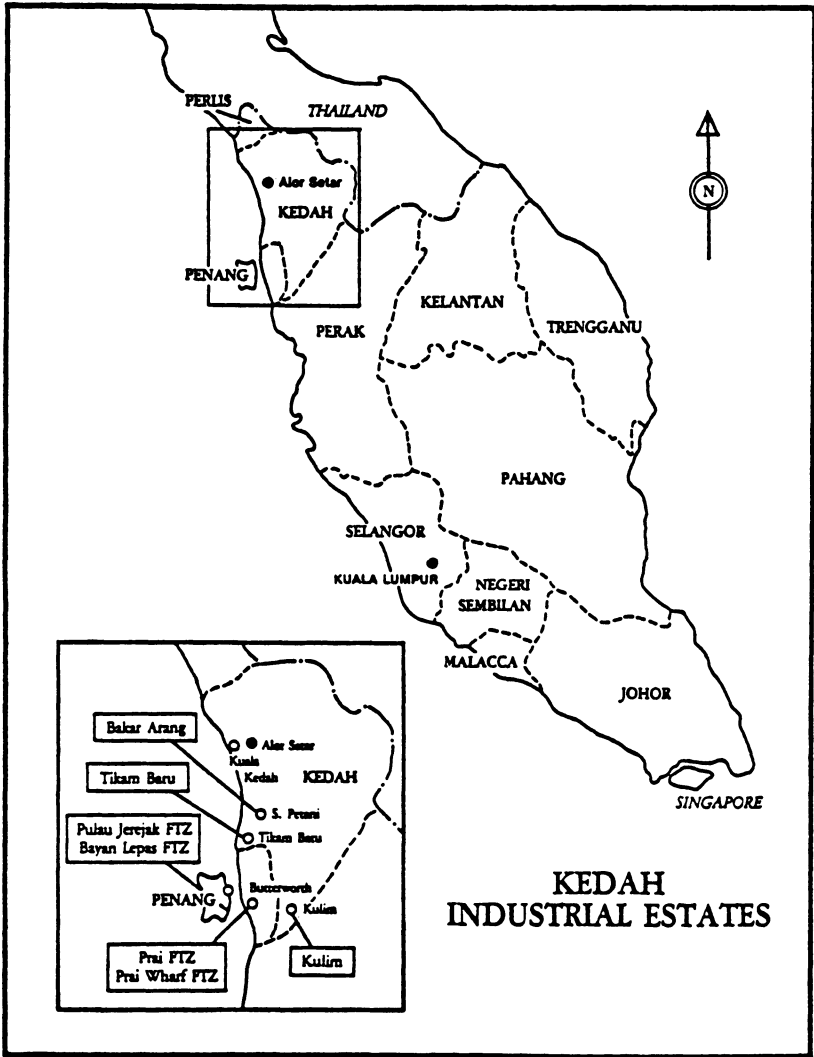 PERLIS
THAILAND
Alor Setar
KEDAH
PENANG
N
KELANTAN
TRENGGANU
PERAK
PAHANG
SELANGOR
KUALA LUMPUR
NEGERI
SEMBILAN
MALACCA
JOHOR
SINGAPORE
Bakar Arang
Alor Setar
Kuala
Kedah
KEDAH
Tikam Baru
S. Petani
Tikam Baru
Pulau Jerejak FTZ
Bayan Lepas FTZ
PENANG
Butterworth
Kulim
Prai FTZ
Prai Wharf FTZ
Kulim
KEDAH
INDUSTRIAL ESTATES